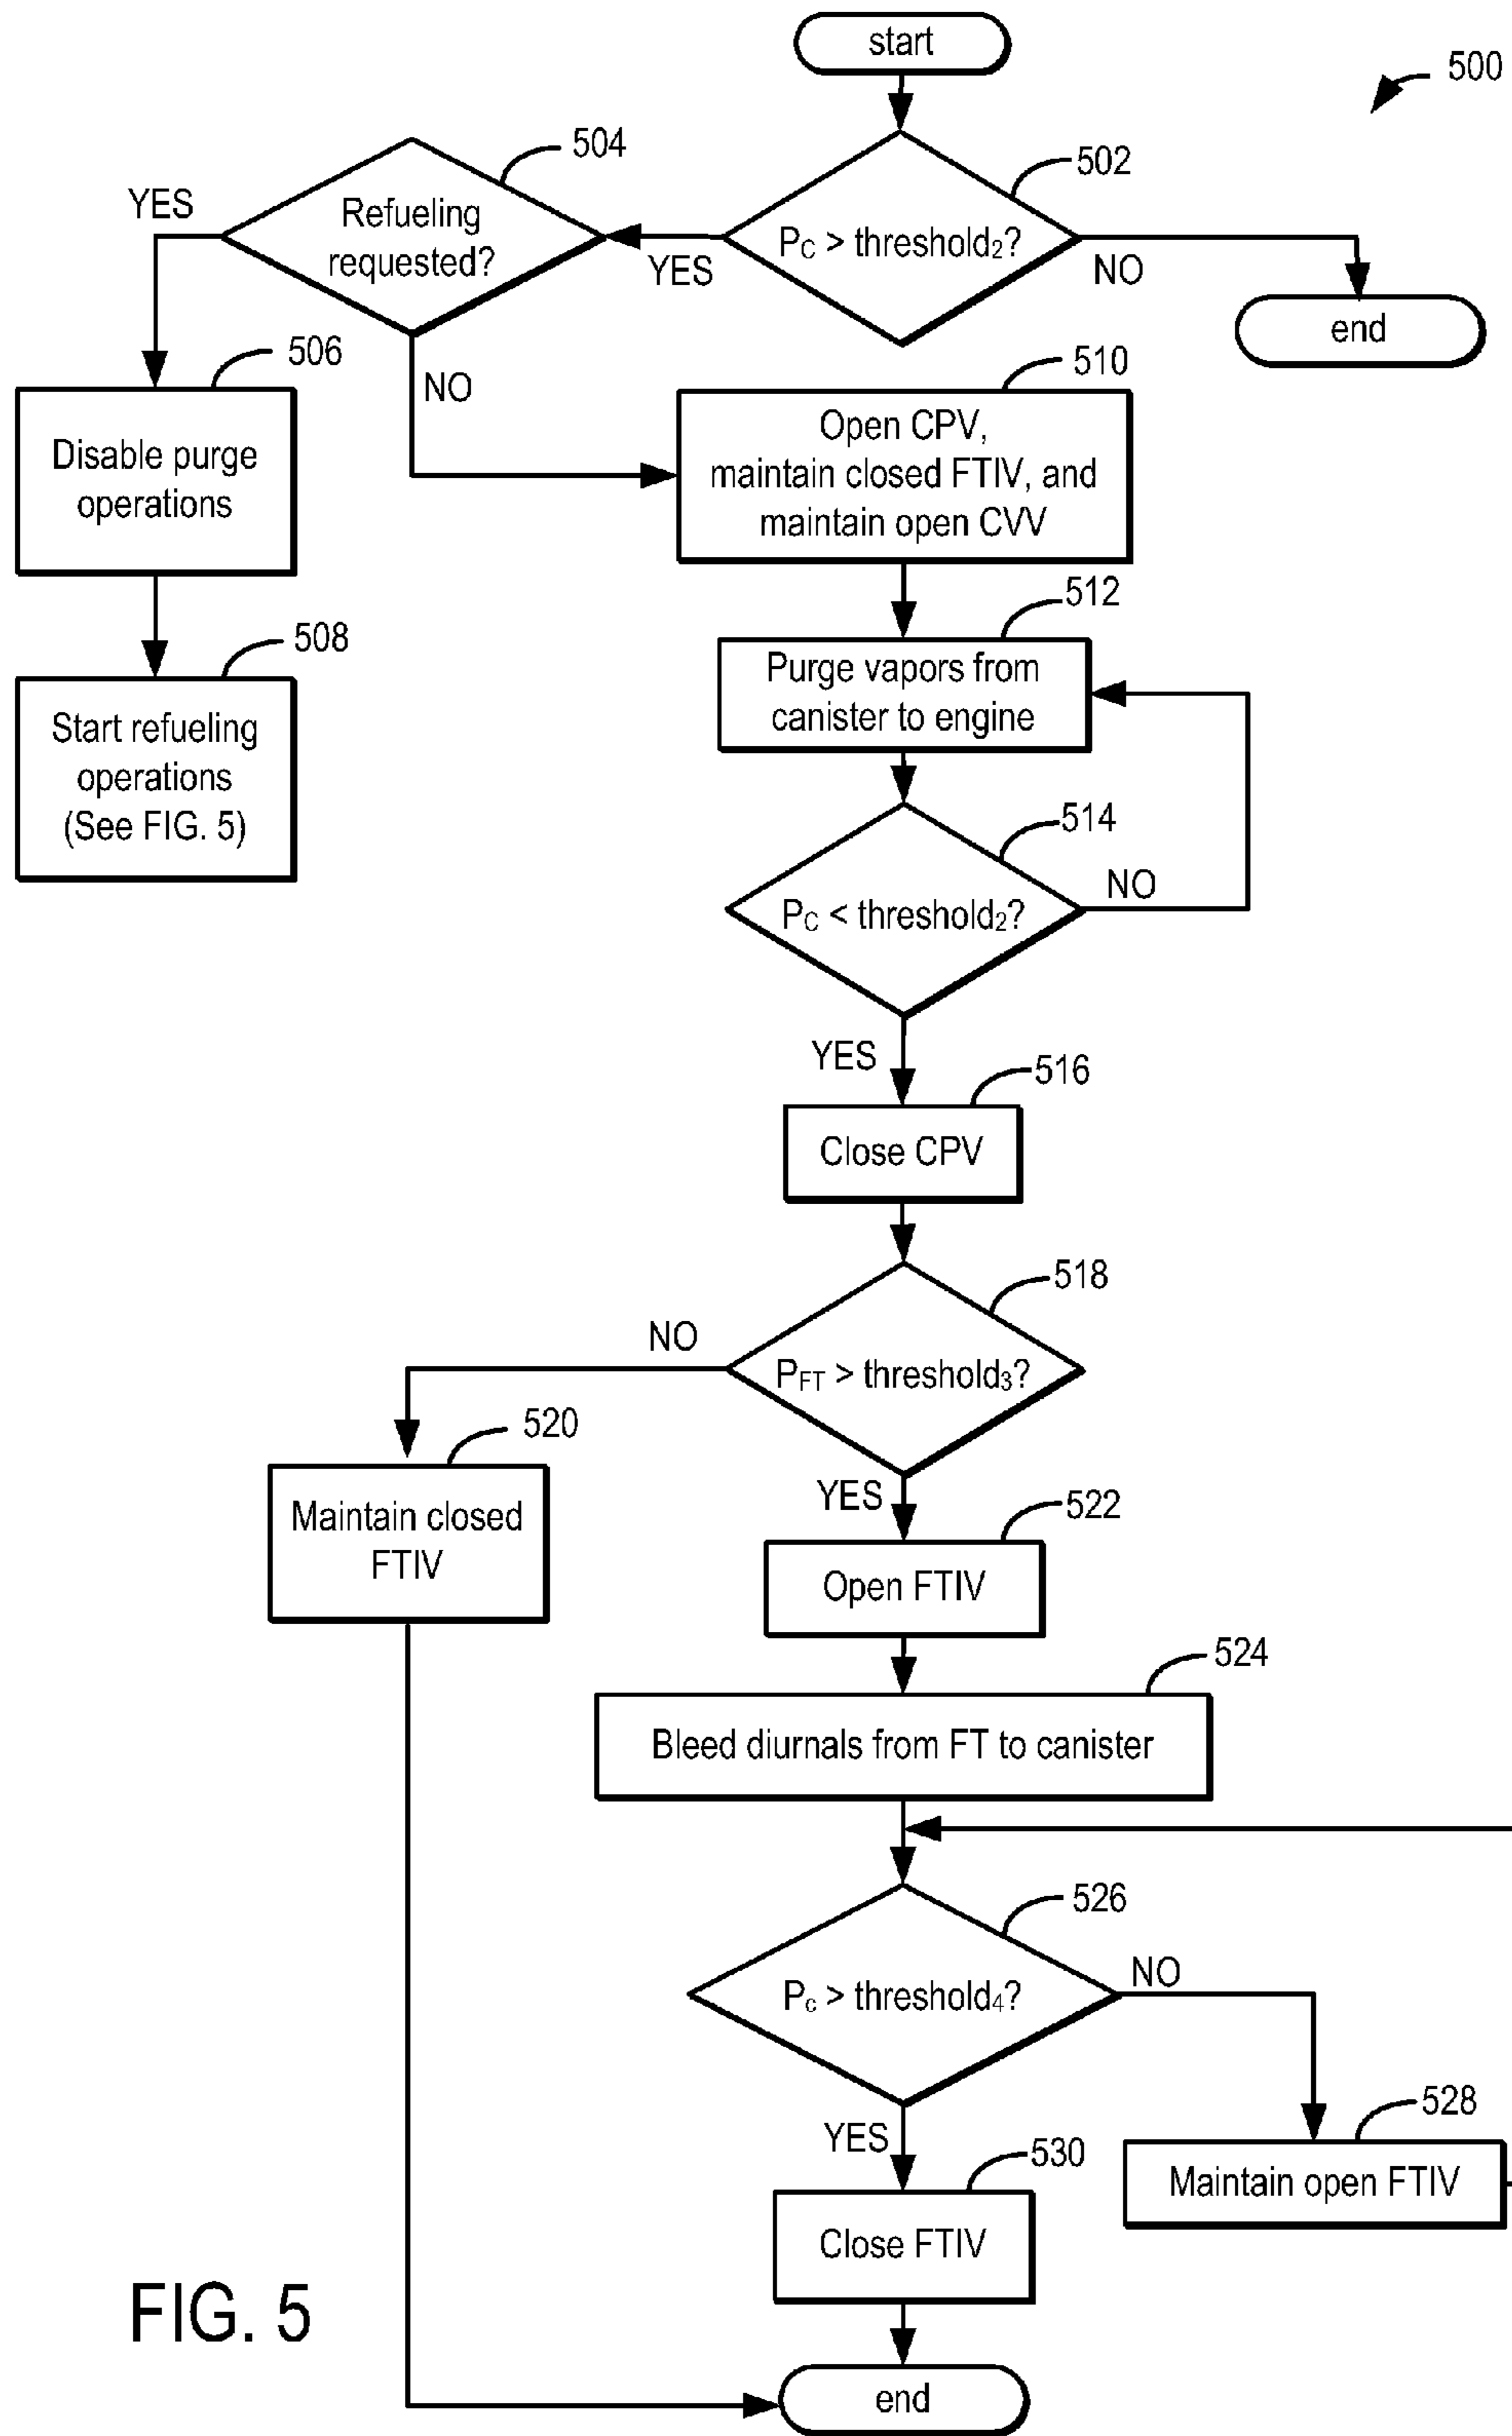 start
500
504
502
YES
Refueling
requested?
YES
P_C > threshold₂?
NO
end
506
NO
510
Disable purge
operations
Open CPV,
maintain closed FTIV, and
maintain open CVV
512
508
Purge vapors from
canister to engine
Start refueling
operations
(See FIG. 5)
514
NO
P_C < threshold₂?
YES
516
Close CPV
518
NO
P_FT > threshold₃?
520
YES
522
Maintain closed
FTIV
Open FTIV
524
Bleed diurnals from FT to canister
526
NO
P_c > threshold₄?
528
YES
530
Maintain open FTIV
Close FTIV
FIG. 5
end